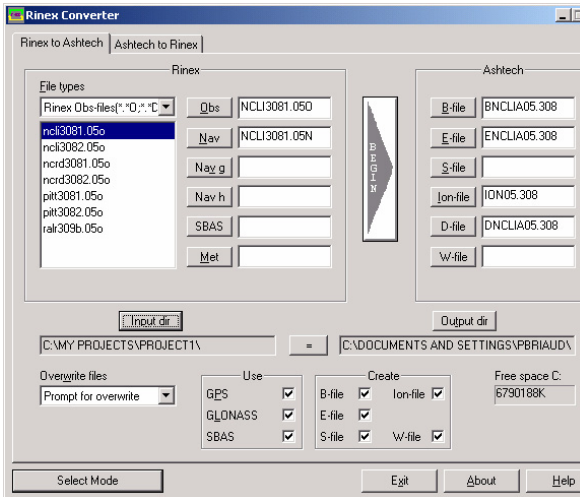 Rinex Converter
Rinex to Ashtech Ashtech to Rinex
Rinex
File types
Rinex Obs-files(*.*O;*.*D
ncli3081.05o
ncli3082.05o
ncrd3081.05o
ncrd3082.05o
pitt3081.05o
pitt3082.05o
ralr309b.05o
Obs NCLI3081.05O
Nav NCLI3081.05N
Nav g
Nav h
SBAS
Met
BEGIN
Ashtech
B-file BNCLIA05.308
E-file ENCLIA05.308
S-file
Ion-file ION05.308
D-file DNCLIA05.308
W-file
Input dir Output dir
C:\MY PROJECTS\PROJECT1\ = C:\DOCUMENTS AND SETTINGS\PBRIAUD\
Overwrite files
Prompt for overwrite
Use
GPS
GLONASS
SBAS
Create
B-file Ion-file
E-file
S-file W-file
Free space C:
6790188K
Select Mode Exit About Help